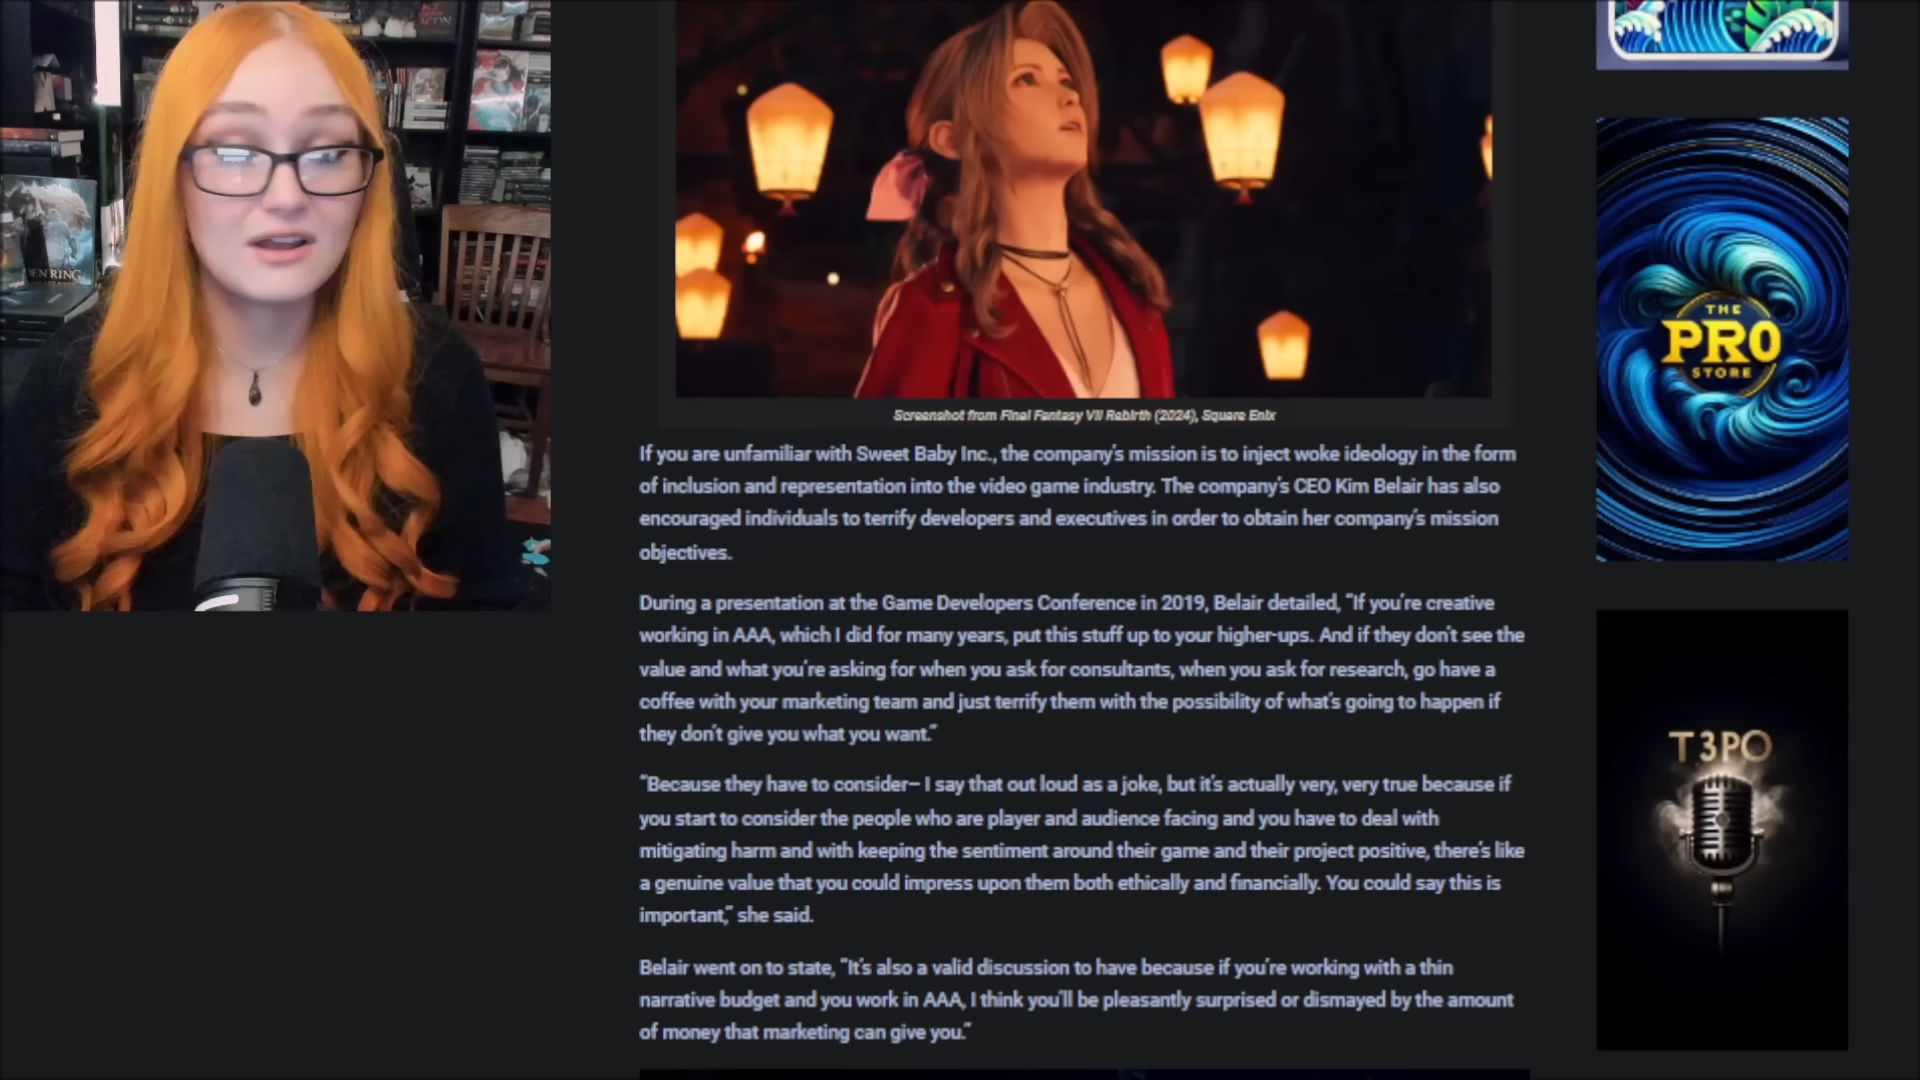 EN RING
Screenshot from Final Fantasy VII Rebirth (2024), Square Enix
If you are unfamiliar with Sweet Baby Inc., the company's mission is to inject woke ideology in the form
of inclusion and representation into the video game industry. The company's CEO Kim Belair has also
encouraged individuals to terrify developers and executives in order to obtain her company's mission
objectives.
During a presentation at the Game Developers Conference in 2019, Belair detailed, "If you're creative
working in AAA, which I did for many years, put this stuff up to your higher-ups. And if they don't see the
value and what you're asking for when you ask for consultants, when you ask for research, go have a
coffee with your marketing team and just terrify them with the possibility of what's going to happen if
they don't give you what you want."
"Because they have to consider– I say that out loud as a joke, but it's actually very, very true because if
you start to consider the people who are player and audience facing and you have to deal with
mitigating harm and with keeping the sentiment around their game and their project positive, there's like
a genuine value that you could impress upon them both ethically and financially. You could say this is
important," she said.
Belair went on to state, "It's also a valid discussion to have because if you're working with a thin
narrative budget and you work in AAA, I think you'll be pleasantly surprised or dismayed by the amount
of money that marketing can give you."
THE
PRO
STORE
T3PO